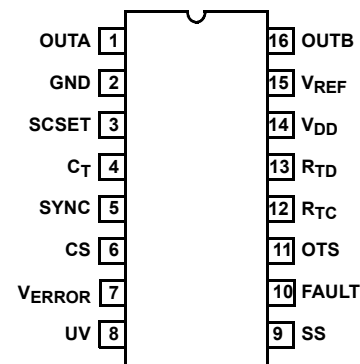 OUTA 1 16 OUTB
GND 2 15 VREF
SCSET 3 14 VDD
CT 4 13 RTD
SYNC 5 12 RTC
CS 6 11 OTS
VERROR 7 10 FAULT
UV 8 9 SS